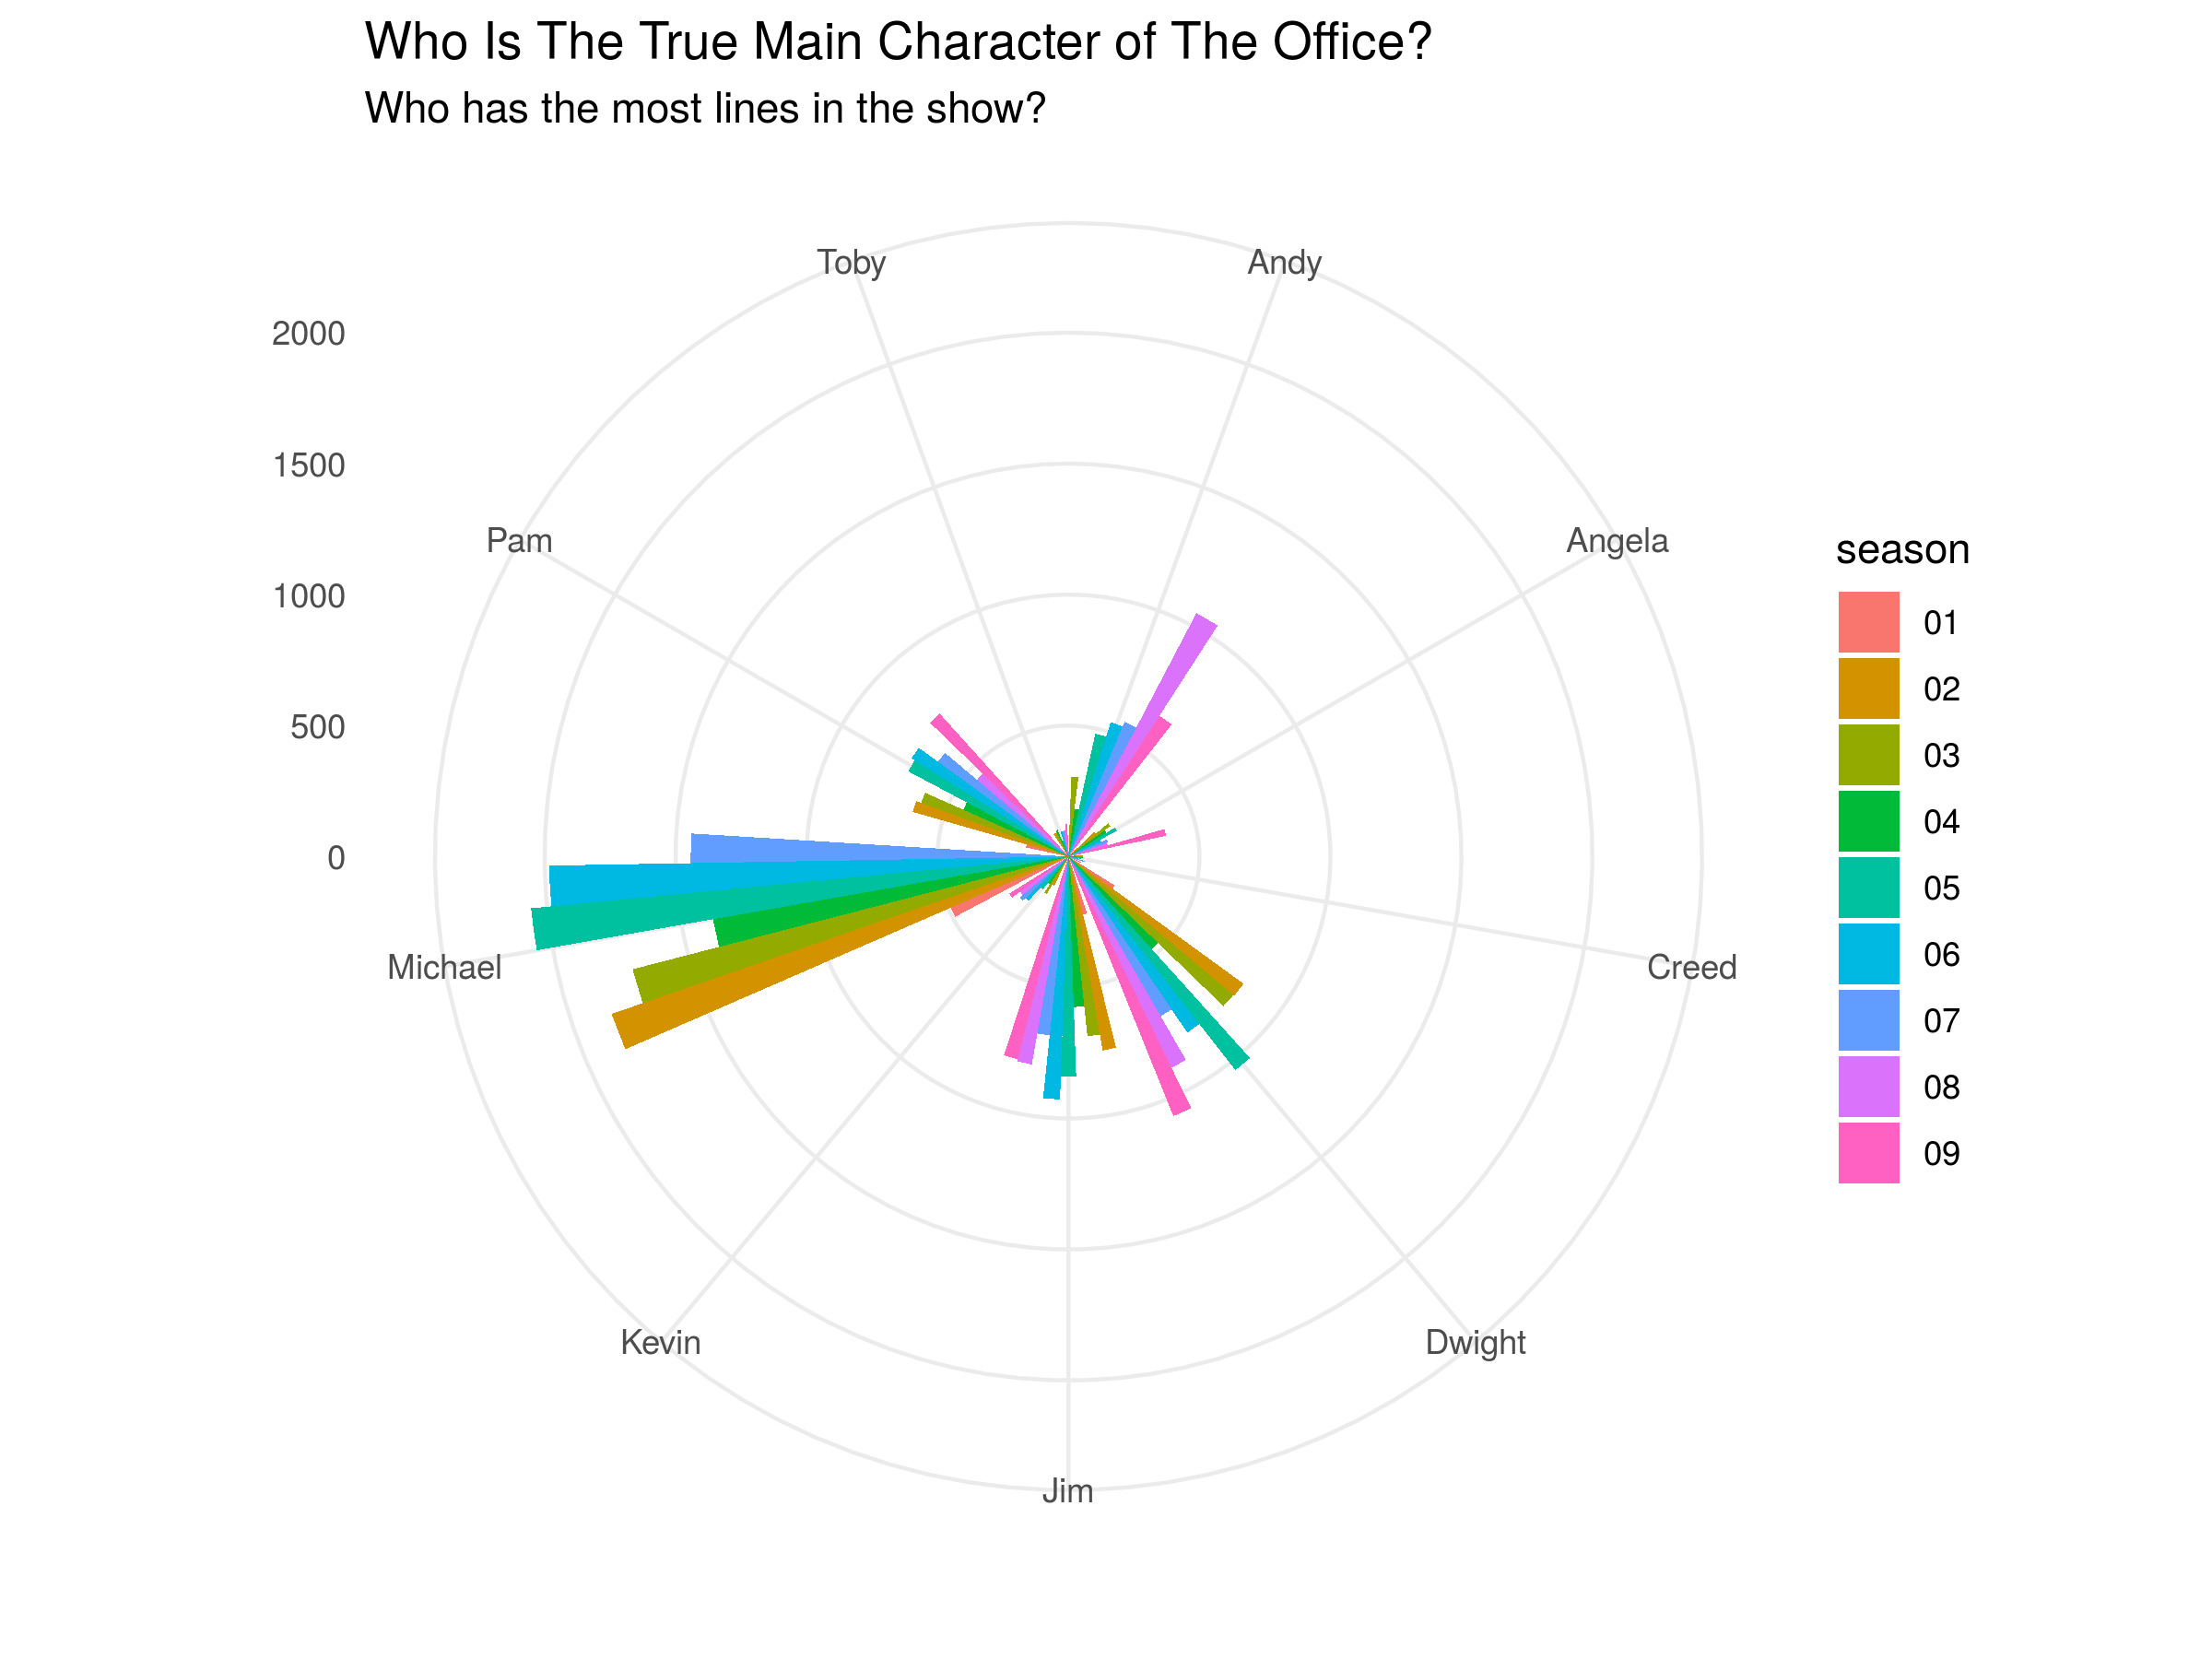 Who Is The True Main Character of The Office?
Who has the most lines in the show?
Toby
Andy
2000
1500
Pam
Angela
1000
500
0
Michael
Creed
Kevin
Dwight
Jim
season
01
02
03
04
05
06
07
08
09